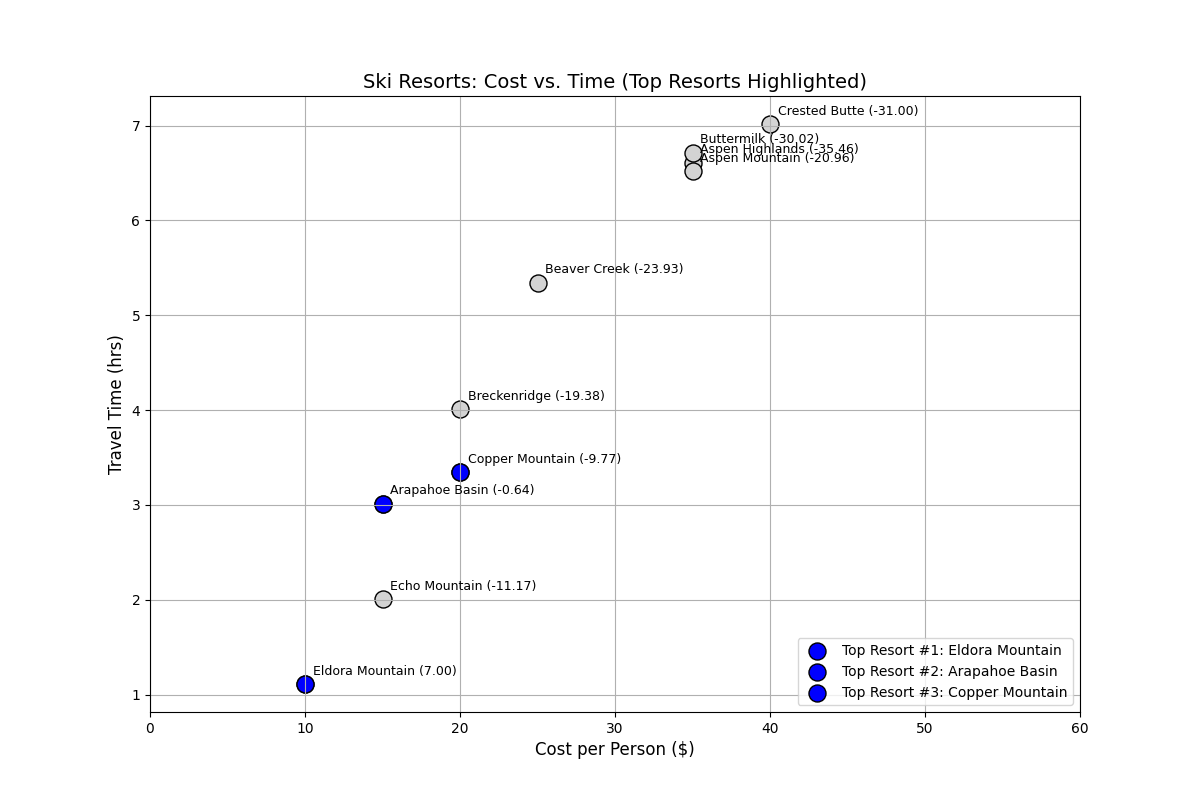 Ski Resorts: Cost vs. Time (Top Resorts Highlighted)
Crested Butte (-31.00)
Buttermilk (-30.02)
Aspen Highlands (-35.46)
Aspen Mountain (-20.96)
Beaver Creek (-23.93)
Breckenridge (-19.38)
Copper Mountain (-9.77)
Arapahoe Basin (-0.64)
Echo Mountain (-11.17)
Eldora Mountain (7.00)
Top Resort #1: Eldora Mountain
Top Resort #2: Arapahoe Basin
Top Resort #3: Copper Mountain
7
6
5
4
3
2
1
Travel Time (hrs)
0 10 20 30 40 50 60
Cost per Person ($)